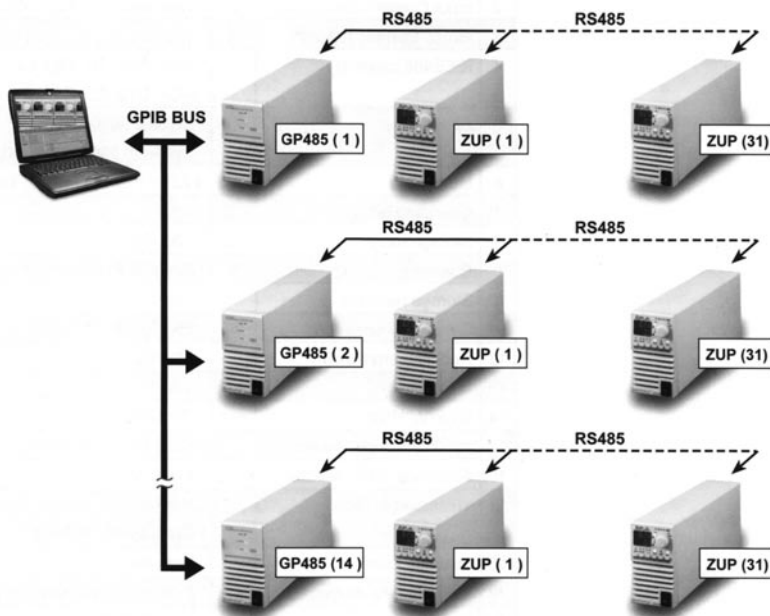 RS485 RS485
GPIB BUS
GP485 ( 1 ) ZUP ( 1 ) ZUP (31)
RS485 RS485
GP485 ( 2 ) ZUP ( 1 ) ZUP (31)
RS485 RS485
GP485 (14) ZUP ( 1 ) ZUP (31)